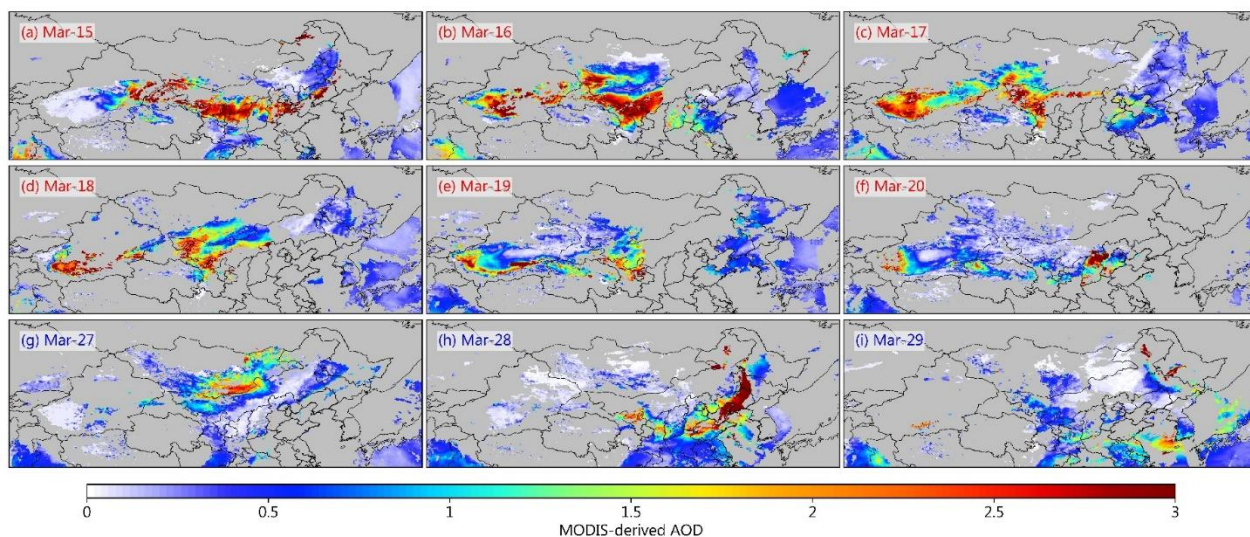 (a) Mar-15 (b) Mar-16 (c) Mar-17
(d) Mar-18 (e) Mar-19 (f) Mar-20
(g) Mar-27 (h) Mar-28 (i) Mar-29
0 0.5 1 1.5 2 2.5 3
MODIS-derived AOD